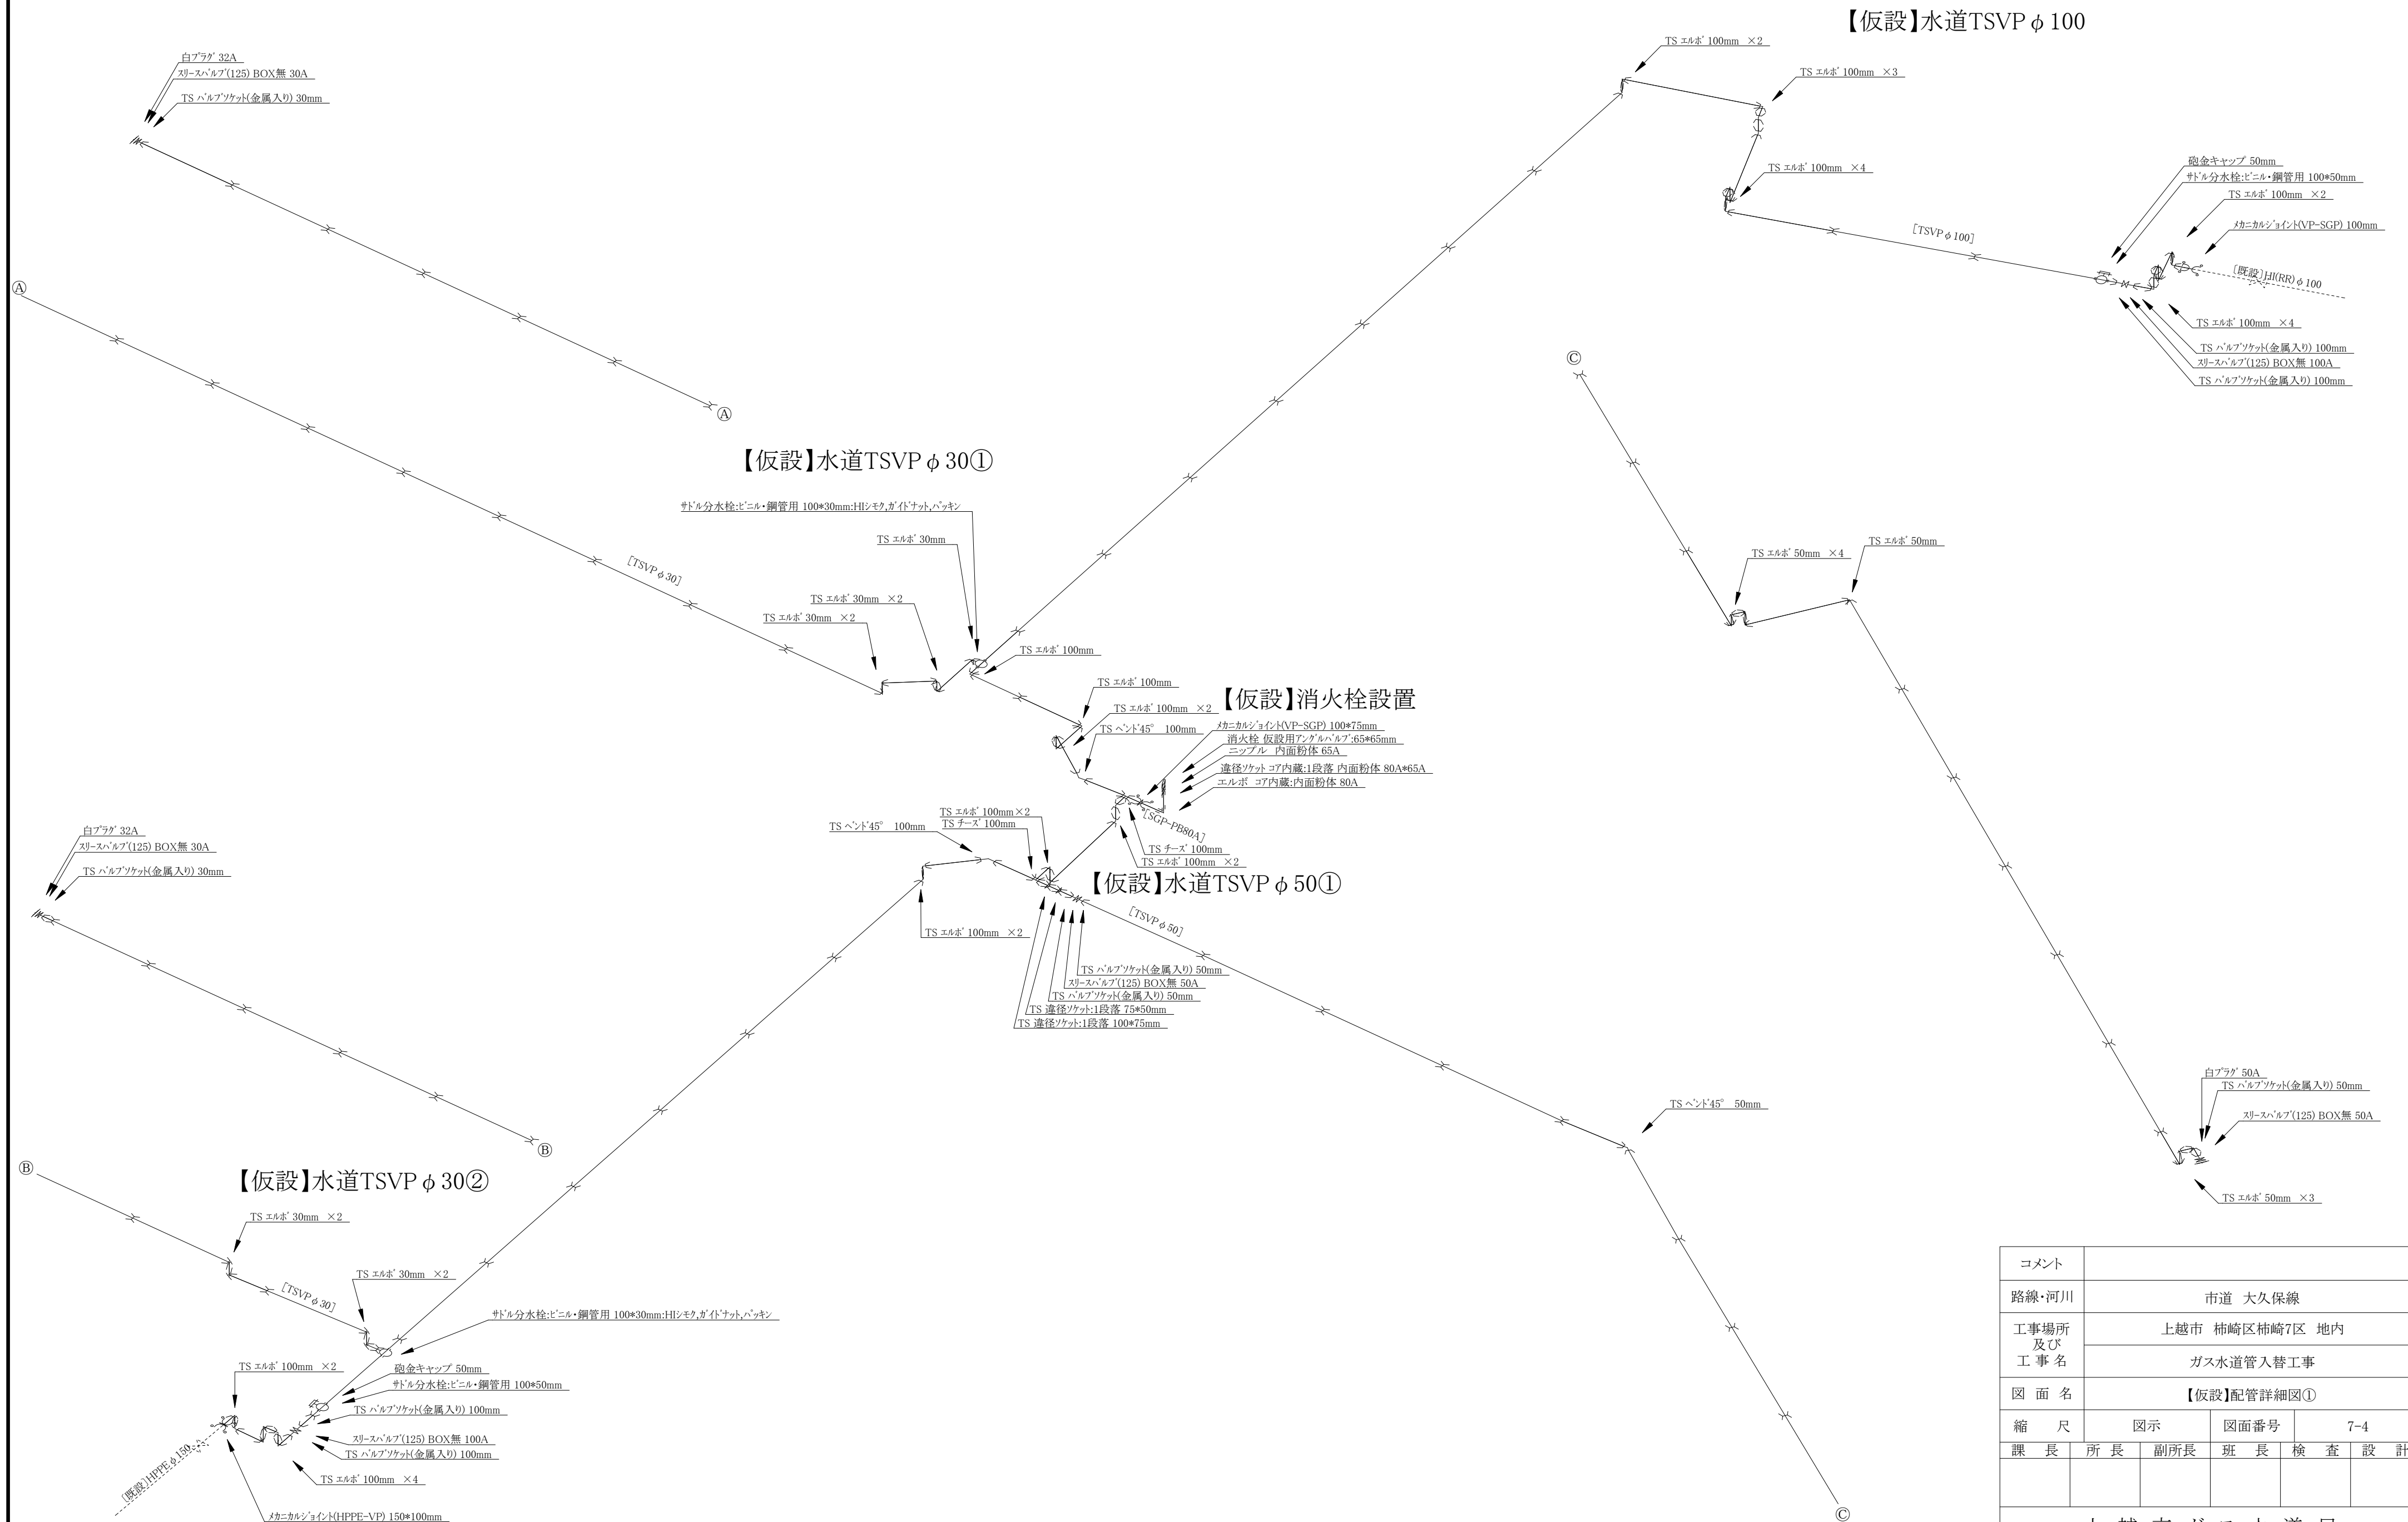 【仮設】水道TSVPφ100
白プラグ 32A
スリースバルブ(125) BOX無 30A
TS バルブソケット(金属入り) 30mm
Ⓐ
Ⓐ
TS エルボ 100mm ×2
TS エルボ 100mm ×3
TS エルボ 100mm ×4
[TSVPφ100]
砲金キャップ 50mm
サドル分水栓:ビニル・鋼管用 100*50mm
TS エルボ 100mm ×2
メカニカルジョイント(VP-SGP) 100mm
[既設]HI(RR)φ100
TS エルボ 100mm ×4
TS バルブソケット(金属入り) 100mm
スリースバルブ(125) BOX無 100A
TS バルブソケット(金属入り) 100mm
Ⓒ
【仮設】水道TSVPφ30①
サドル分水栓:ビニル・鋼管用 100*30mm:HIシモク,ガイドナット,パッキン
TS エルボ 30mm
[TSVPφ30]
TS エルボ 30mm ×2
TS エルボ 30mm ×2
TS エルボ 100mm
TS エルボ 50mm ×4
TS エルボ 50mm
TS エルボ 100mm
TS エルボ 100mm ×2
TS ベンド45° 100mm
【仮設】消火栓設置
メカニカルジョイント(VP-SGP) 100*75mm
消火栓 仮設用アングルバルブ:65*65mm
ニップル 内面粉体 65A
違径ソケット コア内蔵:1段落 内面粉体 80A*65A
エルボ コア内蔵:内面粉体 80A
[SGP-PB80A]
TS チーズ 100mm
TS エルボ 100mm ×2
TS エルボ 100mm×2
TS チーズ 100mm
TS ベンド45° 100mm
TS エルボ 100mm ×2
【仮設】水道TSVPφ50①
[TSVPφ50]
TS バルブソケット(金属入り) 50mm
スリースバルブ(125) BOX無 50A
TS バルブソケット(金属入り) 50mm
TS 違径ソケット:1段落 75*50mm
TS 違径ソケット:1段落 100*75mm
白プラグ 32A
スリースバルブ(125) BOX無 30A
TS バルブソケット(金属入り) 30mm
Ⓑ
Ⓑ
TS ベンド45° 50mm
白プラグ 50A
TS バルブソケット(金属入り) 50mm
スリースバルブ(125) BOX無 50A
TS エルボ 50mm ×3
【仮設】水道TSVPφ30②
TS エルボ 30mm ×2
[TSVPφ30]
TS エルボ 30mm ×2
サドル分水栓:ビニル・鋼管用 100*30mm:HIシモク,ガイドナット,パッキン
TS エルボ 100mm ×2
砲金キャップ 50mm
サドル分水栓:ビニル・鋼管用 100*50mm
TS バルブソケット(金属入り) 100mm
スリースバルブ(125) BOX無 100A
TS バルブソケット(金属入り) 100mm
TS エルボ 100mm ×4
[既設]HPPEφ150
メカニカルジョイント(HPPE-VP) 150*100mm
Ⓒ
コメント
路線・河川 市道 大久保線
工事場所 及び 工事名 上越市 柿崎区柿崎7区 地内
ガス水道管入替工事
図面名 【仮設】配管詳細図①
縮尺 図示 図面番号 7-4
課長 所長 副所長 班長 検査 設計